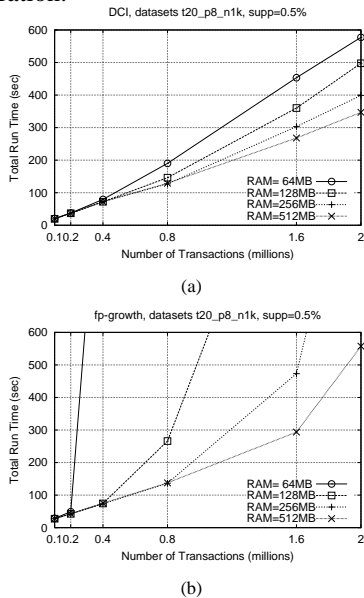 DCI, datasets t20_p8_n1k, supp=0.5%
600
500
400
300
200
100
0
Total Run Time (sec)
RAM= 64MB
RAM=128MB
RAM=256MB
RAM=512MB
0.1 0.2 0.4 0.8 1.6 2
Number of Transactions (millions)
(a)
fp-growth, datasets t20_p8_n1k, supp=0.5%
600
500
400
300
200
100
0
Total Run Time (sec)
RAM= 64MB
RAM=128MB
RAM=256MB
RAM=512MB
0.1 0.2 0.4 0.8 1.6 2
Number of Transactions (millions)
(b)